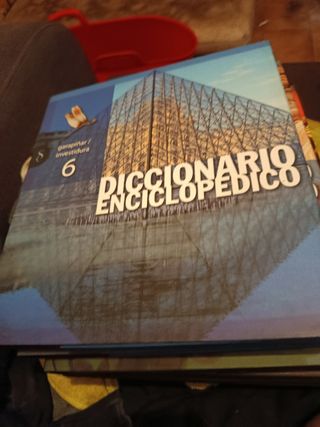 garapiñar /
investidura
6
DICCIONARIO
ENCICLOPÉDICO